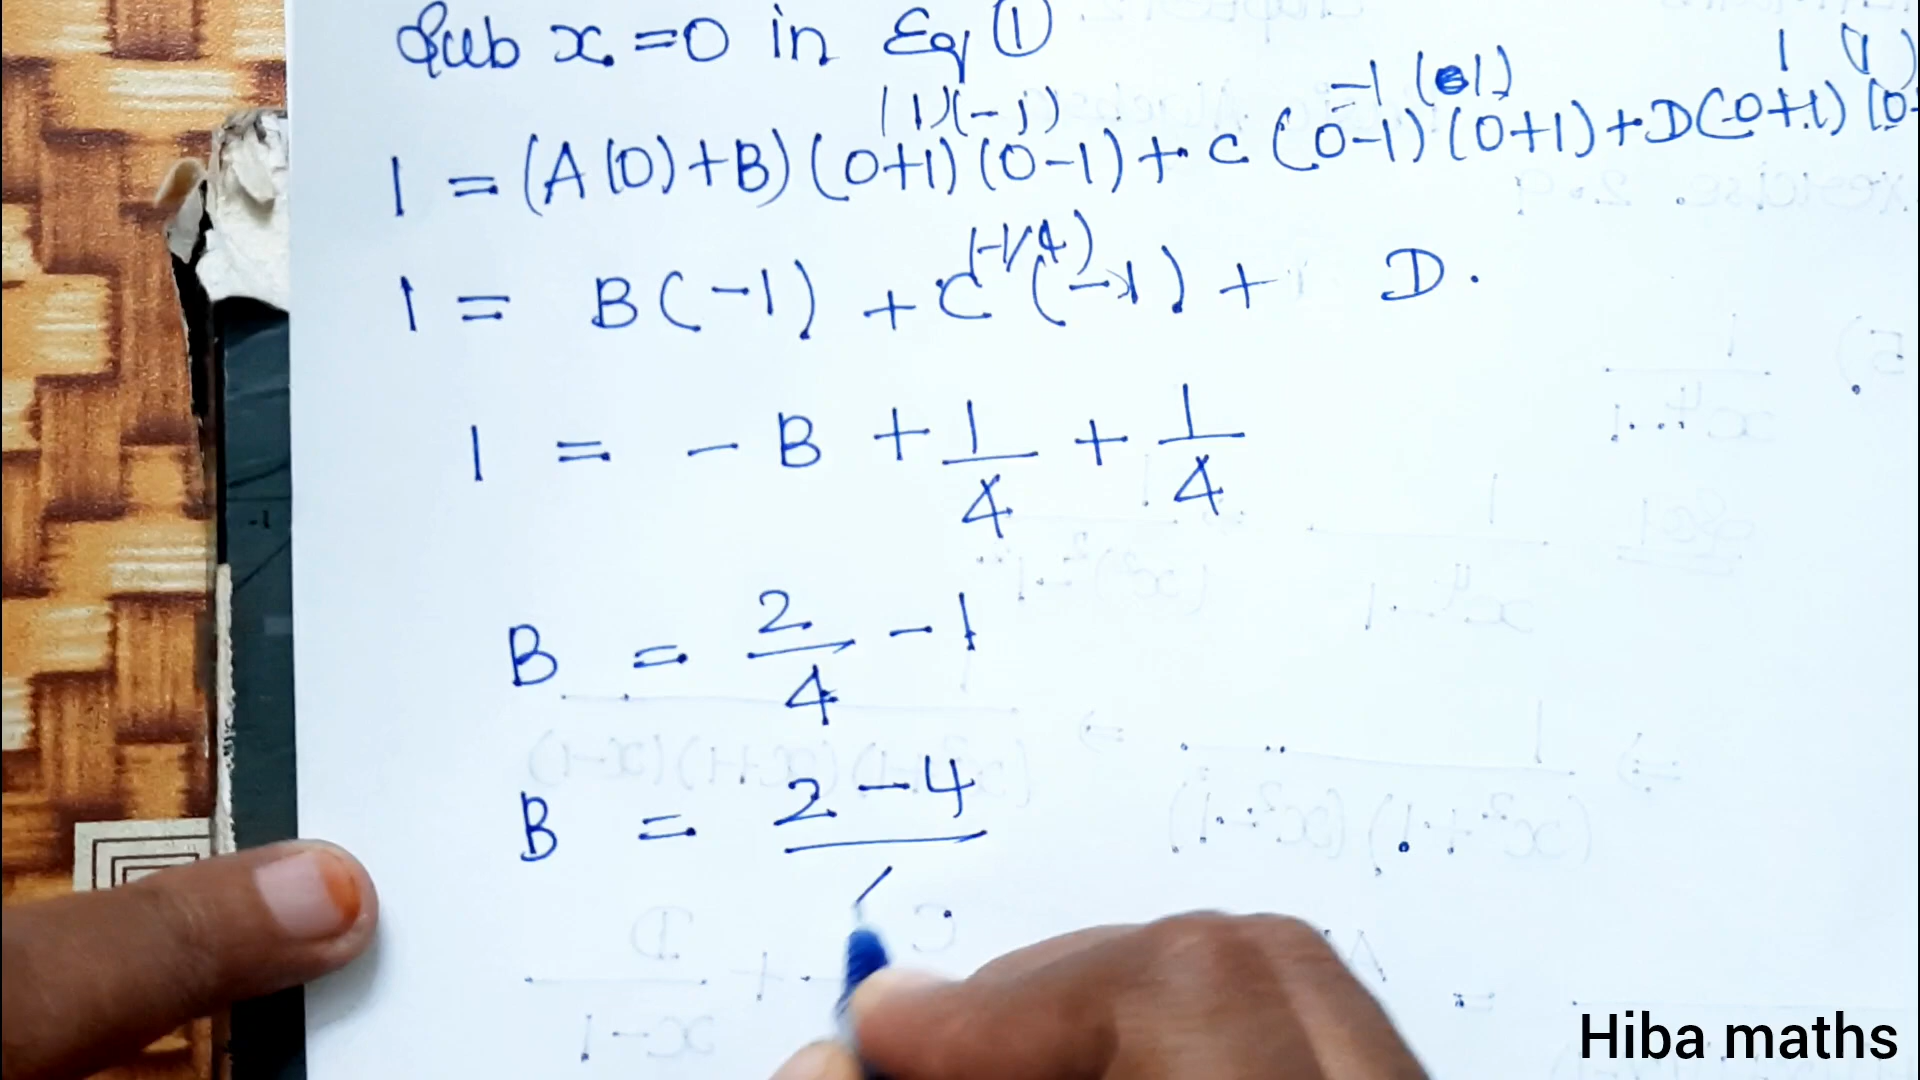 Sub x = 0 in Eq ①
(1)(-1) -1 (1) 1 (1)
1 = (A(0)+B)(0+1)(0-1)+C(0-1)(0+1)+D(0+1)(0+
(-1/4)
1 = B(-1) + C(-1) + D.
1 = -B + 1/4 + 1/4
B = 2/4 - 1
B = 2-4
Hiba maths